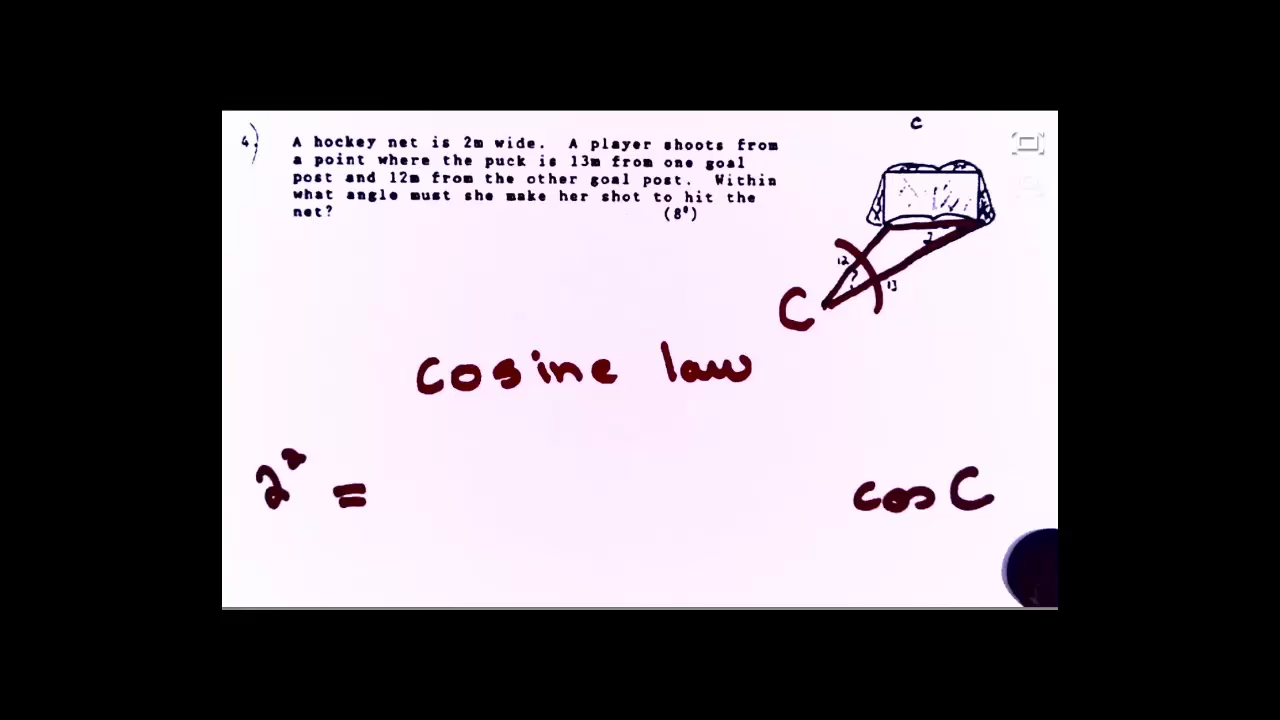 4)
A hockey net is 2m wide. A player shoots from
a point where the puck is 13m from one goal
post and 12m from the other goal post. Within
what angle must she make her shot to hit the
net? (8°)
c
2
12
?
13
C
cosine law
2² = cos C